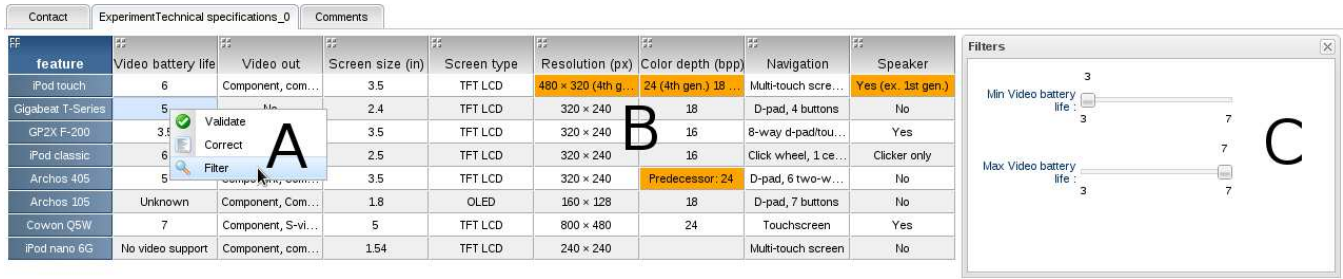 Contact ExperimentTechnical specifications_0 Comments
feature Video battery life Video out Screen size (in) Screen type Resolution (px) Color depth (bpp) Navigation Speaker
iPod touch 6 Component, com... 3.5 TFT LCD 480 × 320 (4th g... 24 (4th gen.) 18 ... Multi-touch scre... Yes (ex. 1st gen.)
Gigabeat T-Series 5 No 2.4 TFT LCD 320 × 240 18 D-pad, 4 buttons No
GP2X F-200 3.5 3.5 TFT LCD 320 × 240 16 8-way d-pad/tou... Yes
iPod classic 6 2.5 TFT LCD 320 × 240 16 Click wheel, 1 ce... Clicker only
Archos 405 5 Component, Com... 3.5 TFT LCD 320 × 240 Predecessor: 24 D-pad, 6 two-w... No
Archos 105 Unknown Component, Com... 1.8 OLED 160 × 128 18 D-pad, 7 buttons No
Cowon Q5W 7 Component, S-vi... 5 TFT LCD 800 × 480 24 Touchscreen Yes
iPod nano 6G No video support Component, com... 1.54 TFT LCD 240 × 240 Multi-touch screen No
Validate
Correct
Filter
A
B
Filters
3
Min Video battery
life :
3 7
7
Max Video battery
life :
3 7
C